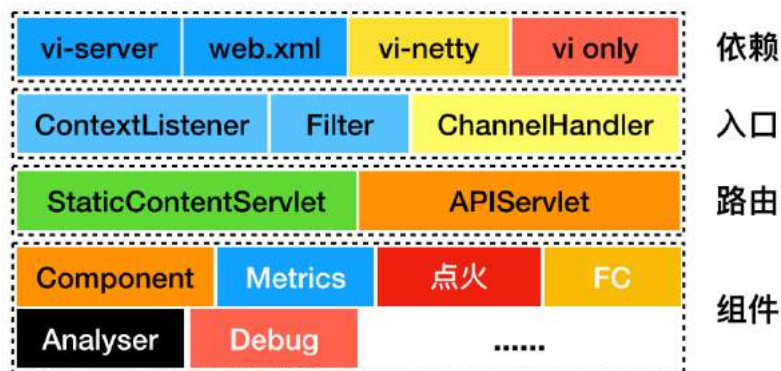 vi-server web.xml vi-netty vi only 依赖
ContextListener Filter ChannelHandler 入口
StaticContentServlet APIServlet 路由
Component Metrics 点火 FC 组件
Analyser Debug ......